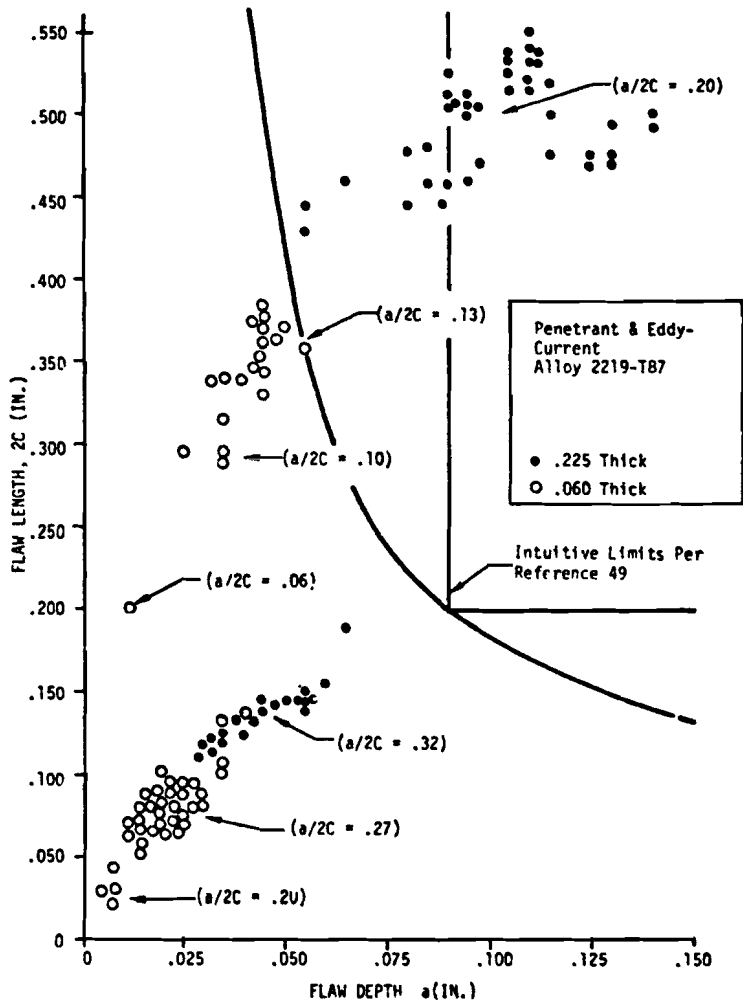 .550
.500
.450
.400
.350
.300
.250
.200
.150
.100
.050
0
FLAW LENGTH, 2C (IN.)
(a/2C = .20)
(a/2C = .13)
Penetrant & Eddy-
Current
Alloy 2219-T87
.225 Thick
.060 Thick
(a/2C = .10)
Intuitive Limits Per
Reference 49
(a/2C = .06)
(a/2C = .32)
(a/2C = .27)
(a/2C = .20)
0
.025
.050
.075
.100
.125
.150
FLAW DEPTH a(IN.)